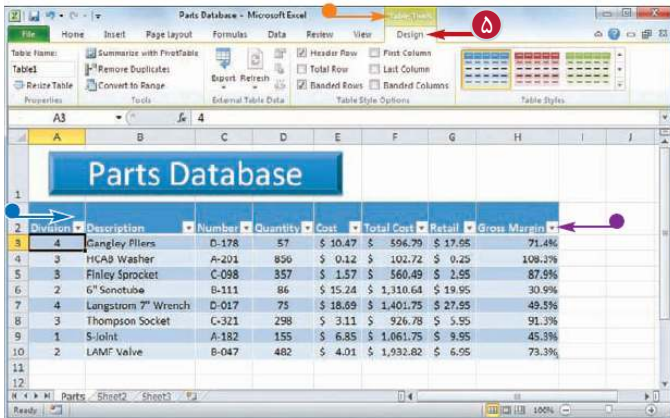 Parts Database - Microsoft Excel
Table Tools
File Home Insert Page Layout Formulas Data Review View Design
۵
Table Name:
Table1
Resize Table
Properties
Summarize with PivotTable
Remove Duplicates
Convert to Range
Tools
Export Refresh
External Table Data
Header Row First Column
Total Row Last Column
Banded Rows Banded Columns
Table Style Options
Table Styles
A3 fx 4
A B C D E F G H I J
1 Parts Database
2 Division Description Number Quantity Cost Total Cost Retail Gross Margin
3 4 Gangley Pliers D-178 57 $ 10.47 $ 596.79 $ 17.95 71.4%
4 3 HCAB Washer A-201 856 $ 0.12 $ 102.72 $ 0.25 108.3%
5 3 Finley Sprocket C-098 357 $ 1.57 $ 560.49 $ 2.95 87.9%
6 2 6" Sonotube B-111 86 $ 15.24 $ 1,310.64 $ 19.95 30.9%
7 4 Langstrom 7" Wrench D-017 75 $ 18.69 $ 1,401.75 $ 27.95 49.5%
8 3 Thompson Socket C-321 298 $ 3.11 $ 926.78 $ 5.95 91.3%
9 1 S-Joint A-182 155 $ 6.85 $ 1,061.75 $ 9.95 45.3%
10 2 LAMF Valve B-047 482 $ 4.01 $ 1,932.82 $ 6.95 73.3%
11
12
Parts Sheet2 Sheet3
Ready 100%